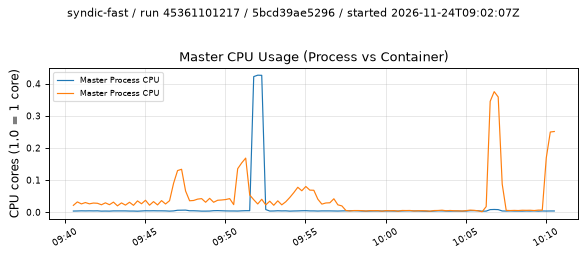 syndic-fast / run 45361101217 / 5bcd39ae5296 / started 2026-11-24T09:02:07Z
Master CPU Usage (Process vs Container)
CPU cores (1.0 = 1 core)
0.4
0.3
0.2
0.1
0.0
Master Process CPU
Master Process CPU
09:40
09:45
09:50
09:55
10:00
10:05
10:10